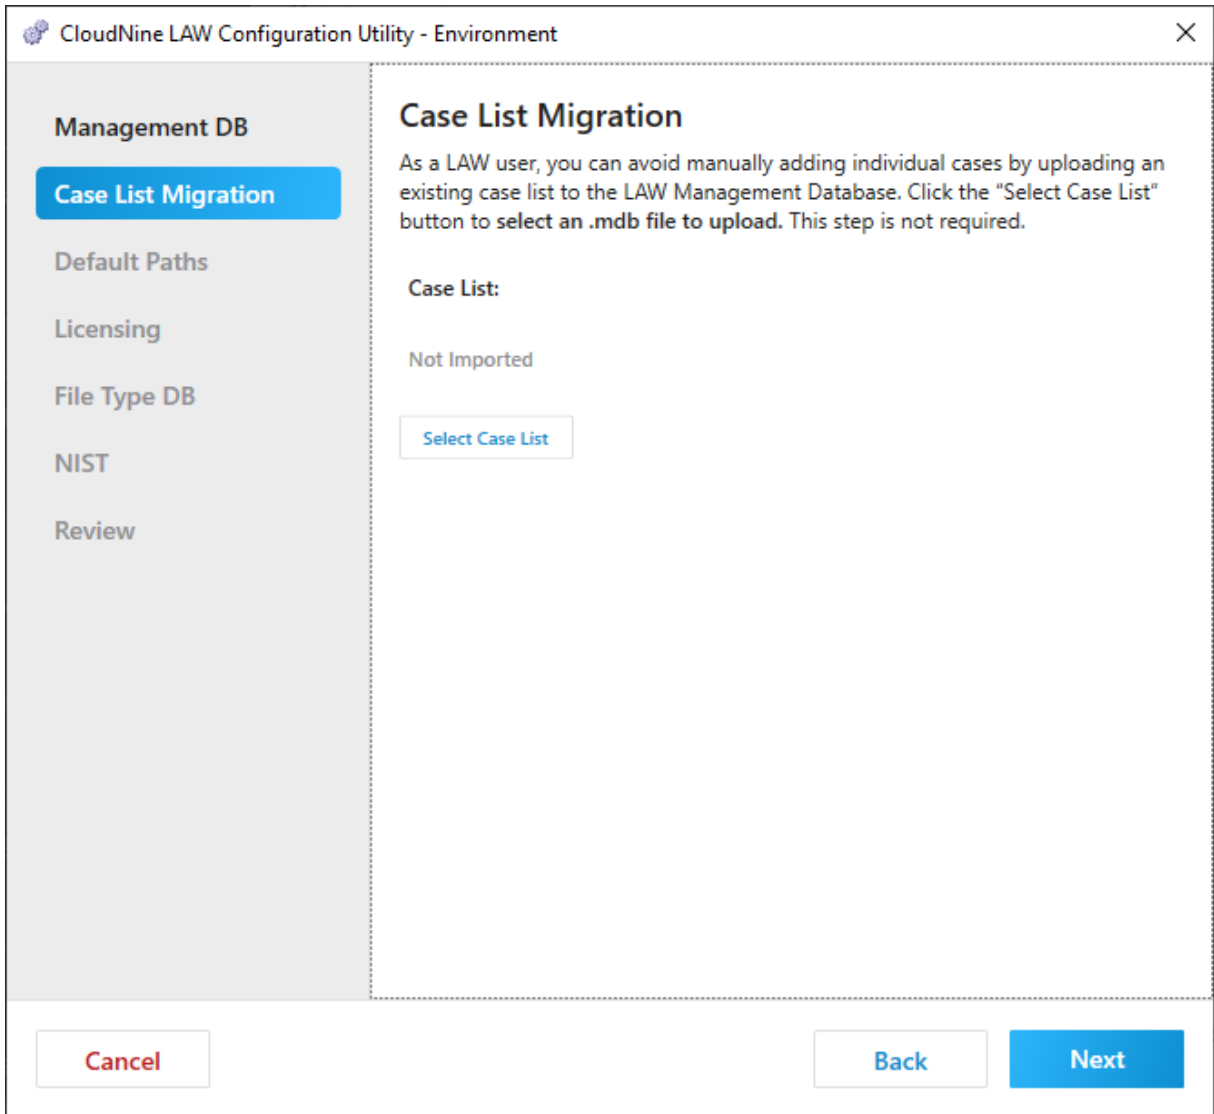 CloudNine LAW Configuration Utility - Environment
Management DB
Case List Migration
Default Paths
Licensing
File Type DB
NIST
Review
Case List Migration
As a LAW user, you can avoid manually adding individual cases by uploading an
existing case list to the LAW Management Database. Click the “Select Case List”
button to select an .mdb file to upload. This step is not required.
Case List:
Not Imported
Select Case List
Cancel
Back
Next